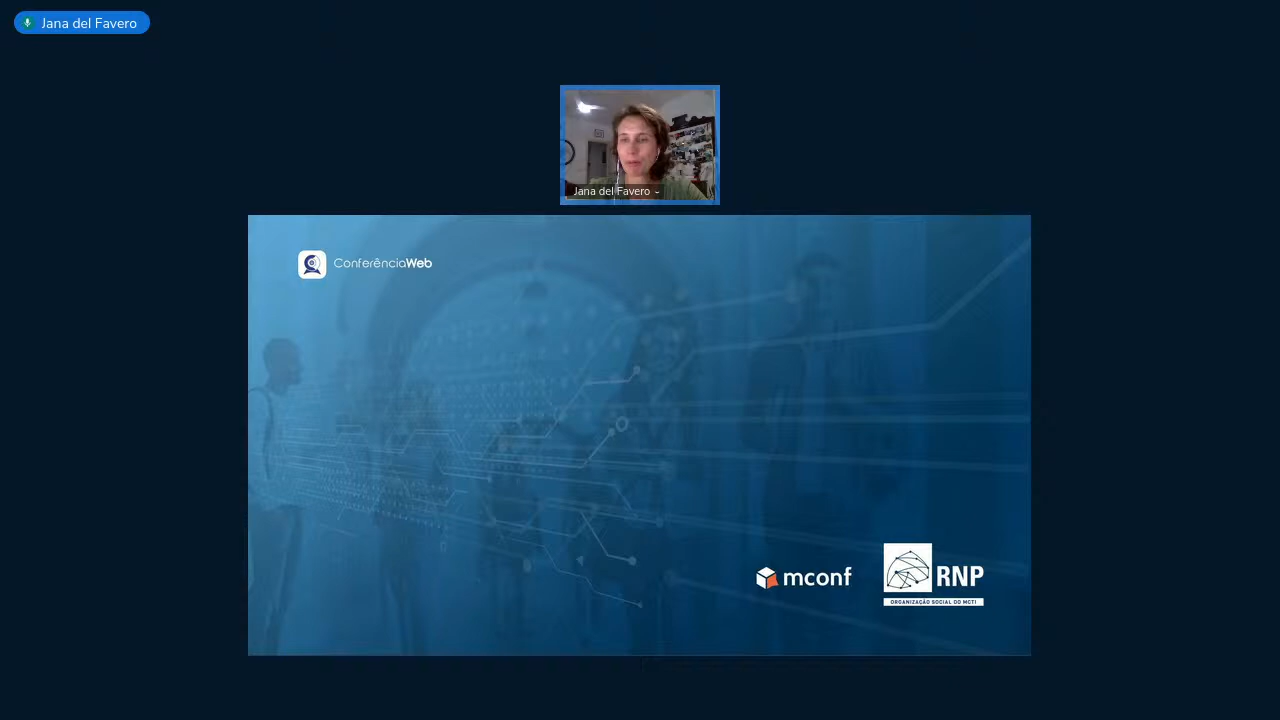 Jana del Favero
Jana del Favero
ConferênciaWeb
mconf
RNP
ORGANIZAÇÃO SOCIAL DO MCTI